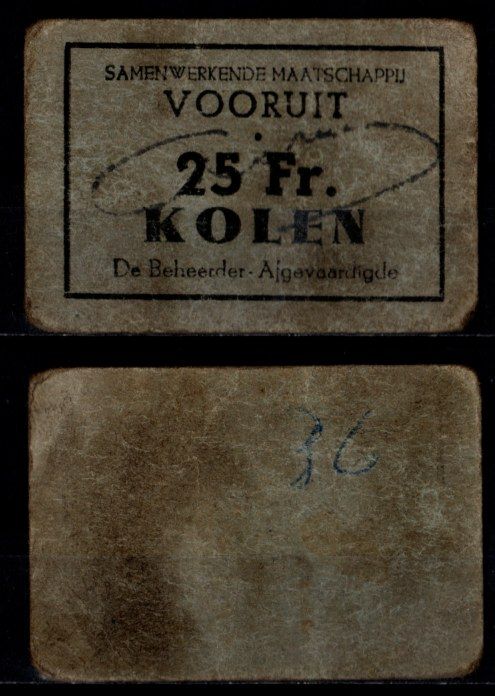 SAMENWERKENDE MAATSCHAPPIJ
VOORUIT
25 Fr.
KOLEN
De Beheerder - Afgevaardigde
36